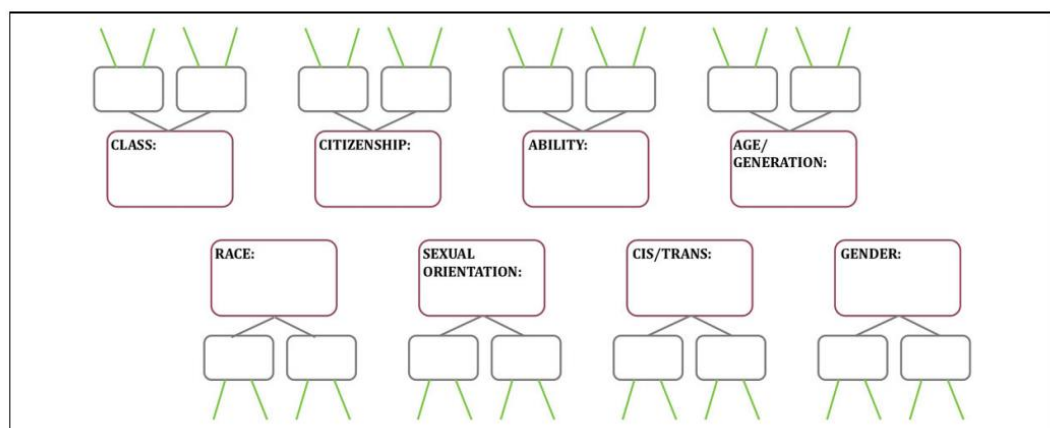 CLASS:
CITIZENSHIP:
ABILITY:
AGE/
GENERATION:
RACE:
SEXUAL
ORIENTATION:
CIS/TRANS:
GENDER: